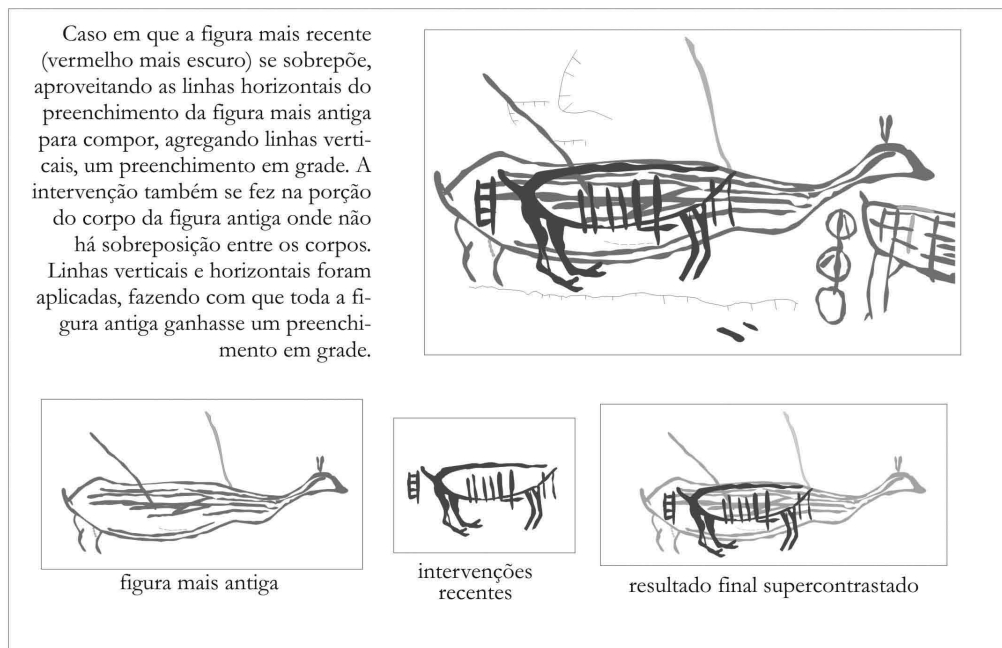 Caso em que a figura mais recente
(vermelho mais escuro) se sobrepõe,
aproveitando as linhas horizontais do
preenchimento da figura mais antiga
para compor, agregando linhas verti-
cais, um preenchimento em grade. A
intervenção também se fez na porção
do corpo da figura antiga onde não
há sobreposição entre os corpos.
Linhas verticais e horizontais foram
aplicadas, fazendo com que toda a fi-
gura antiga ganhasse um preenchi-
mento em grade.
figura mais antiga
intervenções
recentes
resultado final supercontrastado